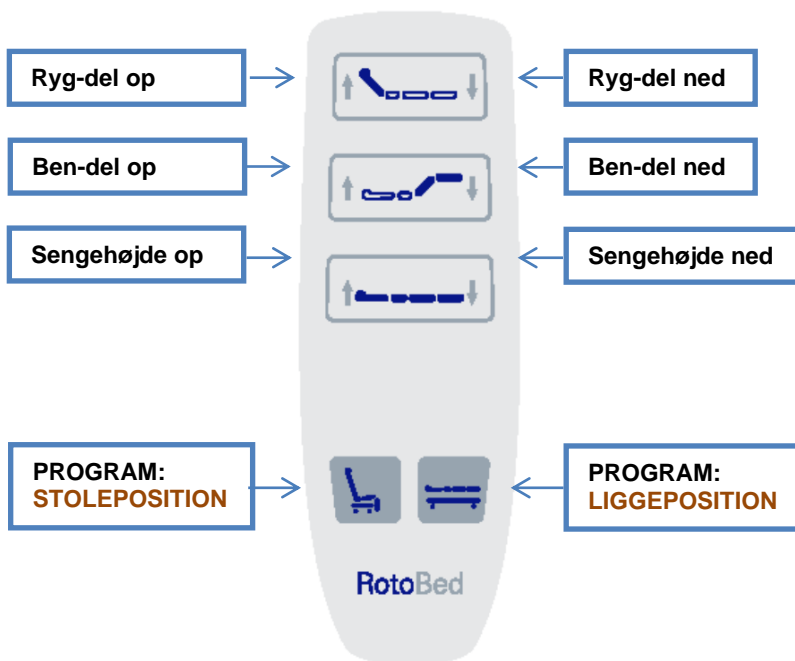 Ryg-del op
Ryg-del ned
Ben-del op
Ben-del ned
Sengehøjde op
Sengehøjde ned
PROGRAM:
STOLEPOSITION
PROGRAM:
LIGGEPOSITION
RotoBed